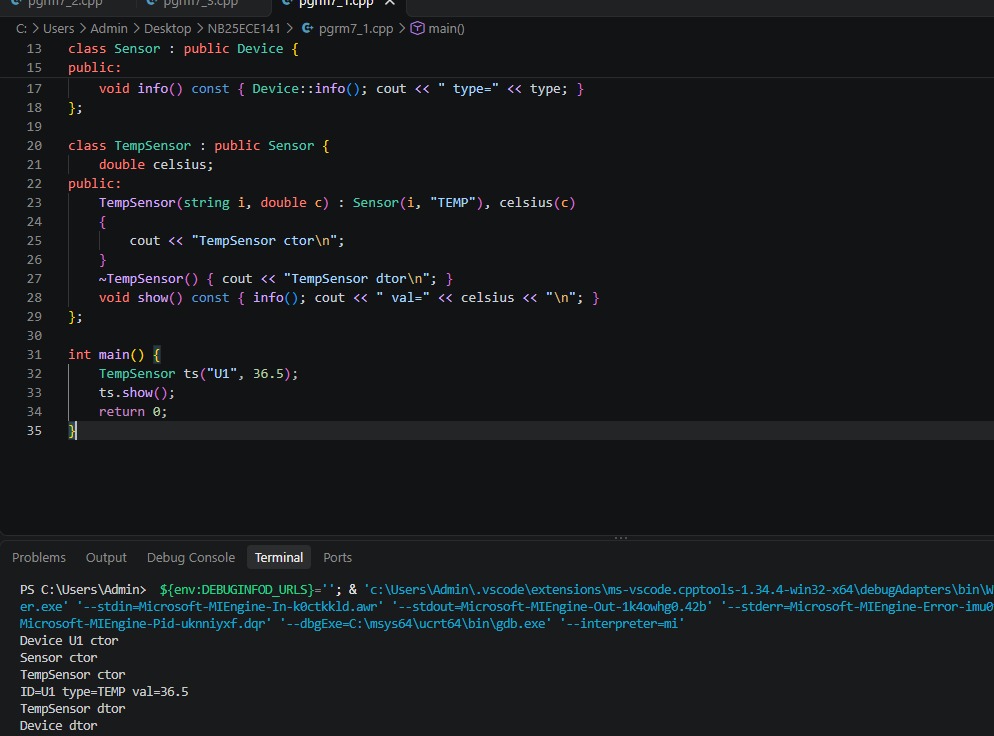 pgrm7_2.cpp pgrm7_3.cpp pgrm7_1.cpp
C: > Users > Admin > Desktop > NB25ECE141 > pgrm7_1.cpp > main()
13 class Sensor : public Device {
15 public:
17     void info() const { Device::info(); cout << " type=" << type; }
18 };
19
20 class TempSensor : public Sensor {
21     double celsius;
22 public:
23     TempSensor(string i, double c) : Sensor(i, "TEMP"), celsius(c)
24     {
25         cout << "TempSensor ctor\n";
26     }
27     ~TempSensor() { cout << "TempSensor dtor\n"; }
28     void show() const { info(); cout << " val=" << celsius << "\n"; }
29 };
30
31 int main() {
32     TempSensor ts("U1", 36.5);
33     ts.show();
34     return 0;
35 }
Problems Output Debug Console Terminal Ports
PS C:\Users\Admin>  ${env:DEBUGINFOD_URLS}=''; & 'c:\Users\Admin\.vscode\extensions\ms-vscode.cpptools-1.34.4-win32-x64\debugAdapters\bin\W
er.exe' '--stdin=Microsoft-MIEngine-In-k0ctkkld.awr' '--stdout=Microsoft-MIEngine-Out-1k4owhg0.42b' '--stderr=Microsoft-MIEngine-Error-imu0
Microsoft-MIEngine-Pid-uknniyxf.dqr' '--dbgExe=C:\msys64\ucrt64\bin\gdb.exe' '--interpreter=mi'
Device U1 ctor
Sensor ctor
TempSensor ctor
ID=U1 type=TEMP val=36.5
TempSensor dtor
Device dtor